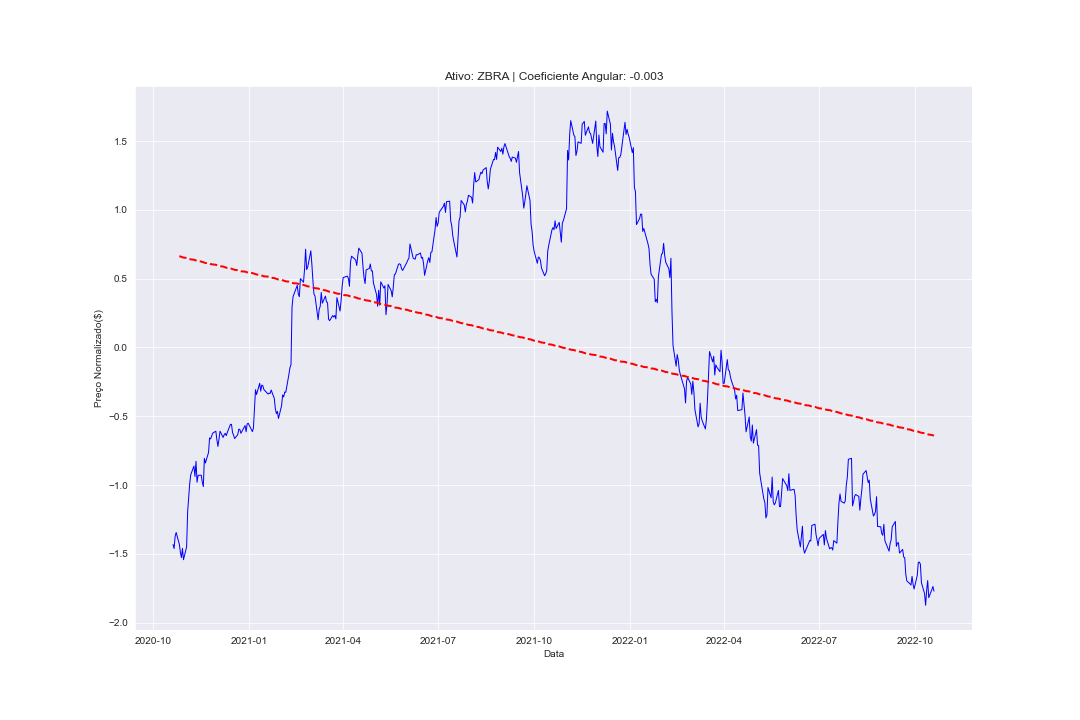 Ativo: ZBRA | Coeficiente Angular: -0.003
Preço Normalizado($)
1.5
1.0
0.5
0.0
−0.5
−1.0
−1.5
−2.0
2020-10 2021-01 2021-04 2021-07 2021-10 2022-01 2022-04 2022-07 2022-10
Data